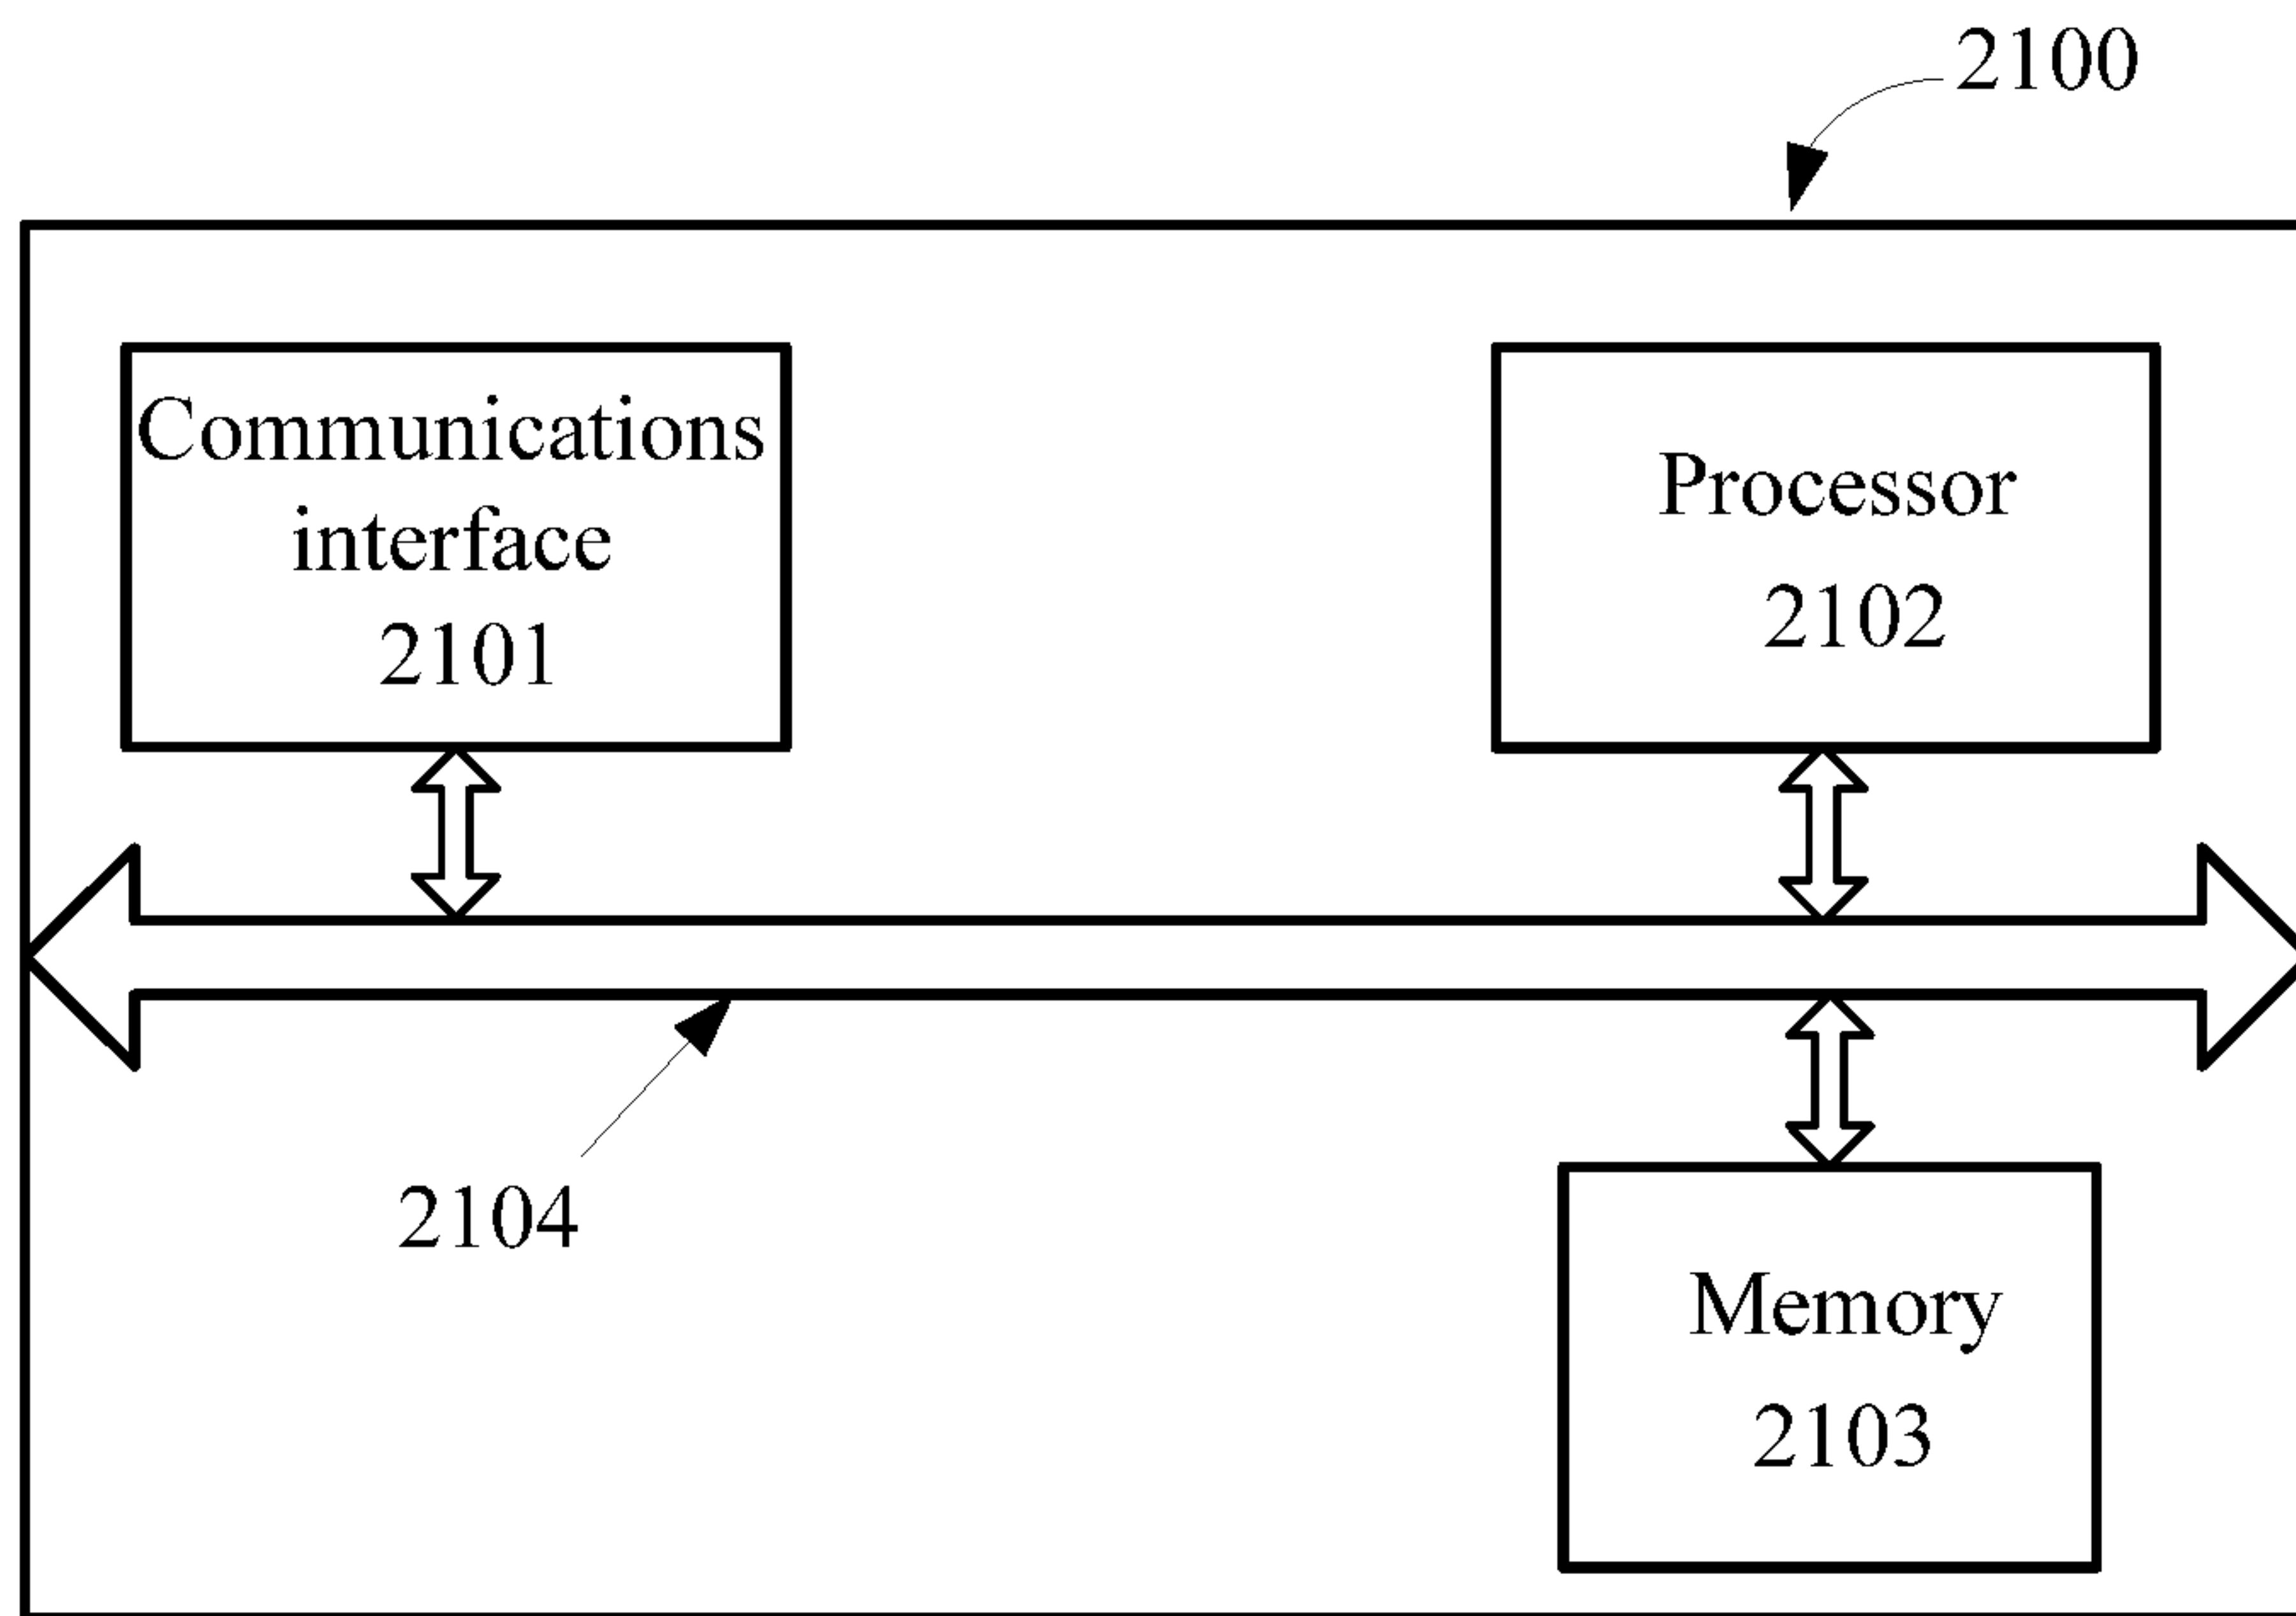 2100
Communications
interface
2101
Processor
2102
2104
Memory
2103